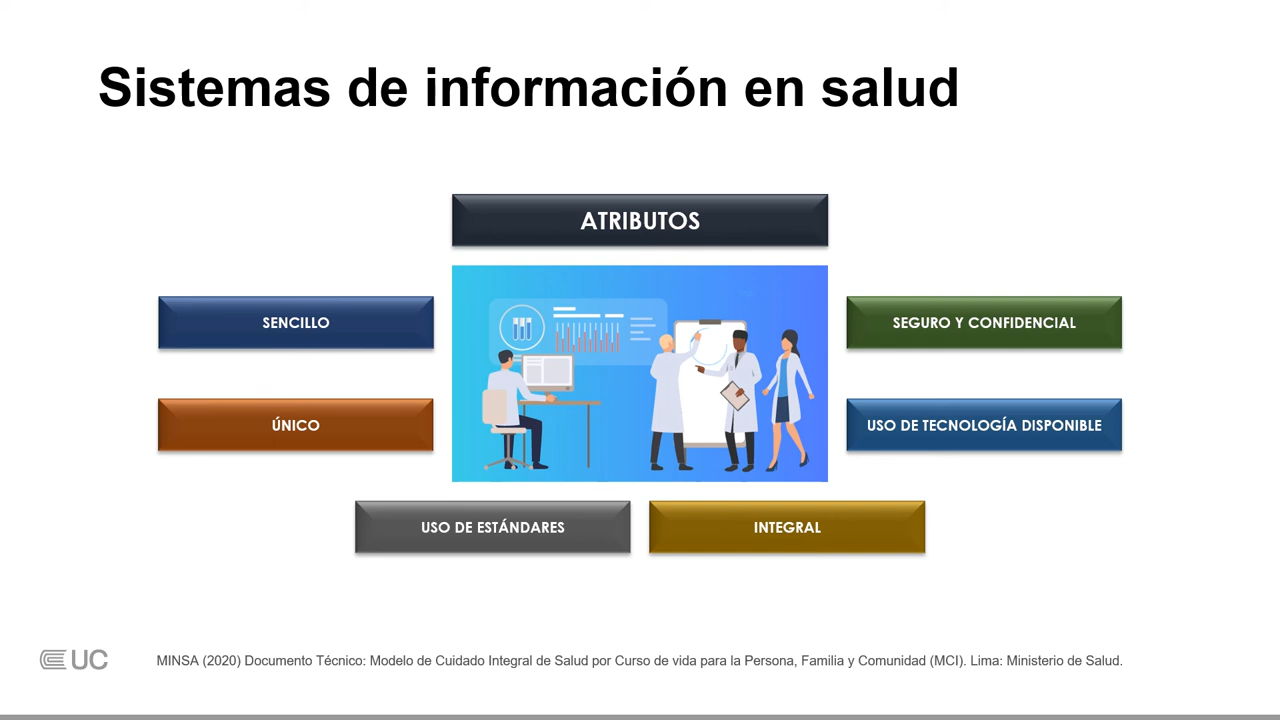 Sistemas de información en salud
ATRIBUTOS
SENCILLO
SEGURO Y CONFIDENCIAL
ÚNICO
USO DE TECNOLOGÍA DISPONIBLE
USO DE ESTÁNDARES
INTEGRAL
UC
MINSA (2020) Documento Técnico: Modelo de Cuidado Integral de Salud por Curso de vida para la Persona, Familia y Comunidad (MCI). Lima: Ministerio de Salud.